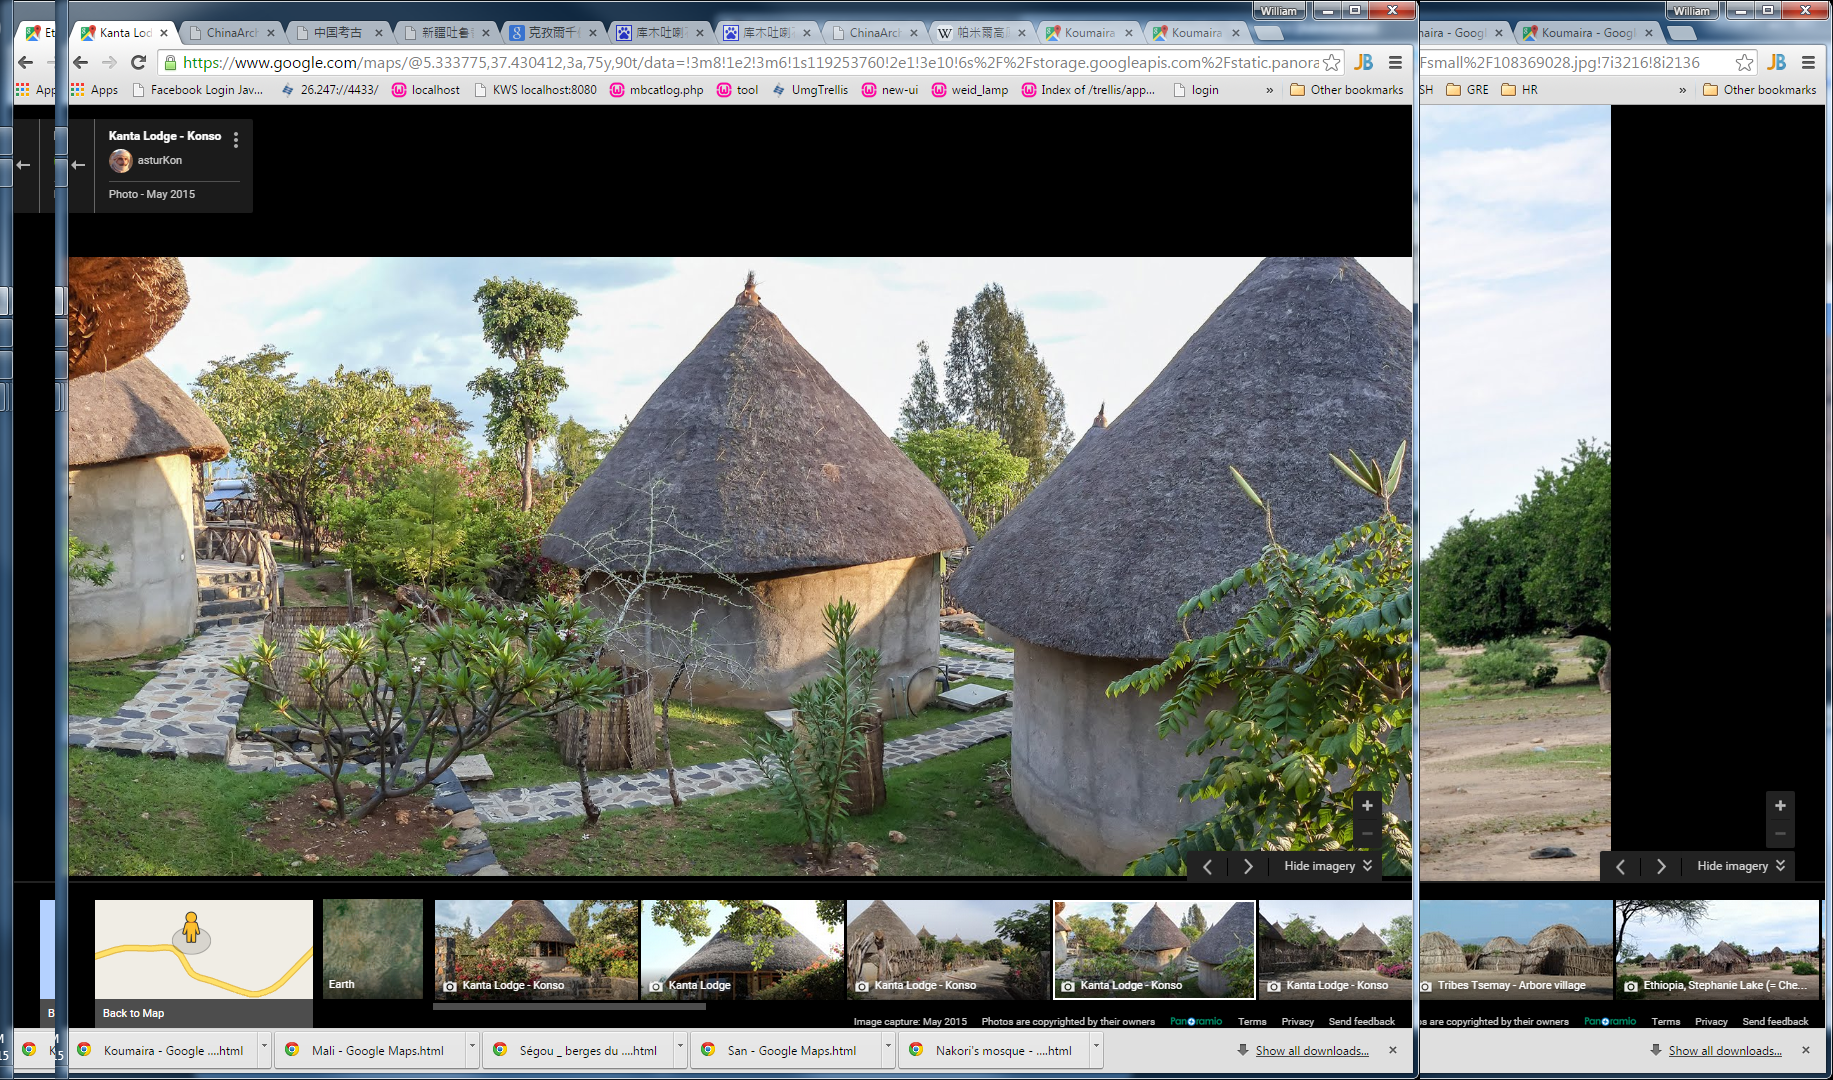 William
William
Et
Kanta Lod
ChinaArch
中国考古
新疆吐鲁
克孜爾千
库木吐喇
库木吐喇
ChinaArch
帕米爾高
Koumaira
Koumaira
naira - Googl
Koumaira - Googl
https://www.google.com/maps/@5.333775,37.430412,3a,75y,90t/data=!3m8!1e2!3m6!1s119253760!2e1!3e10!6s%2F%2Fstorage.googleapis.com%2Fstatic.panora
JB
Fsmall%2F108369028.jpg!7i3216!8i2136
JB
App
Apps
Facebook Login Jav...
26.247://4433/
localhost
KWS localhost:8080
mbcatlog.php
tool
UmgTrellis
new-ui
weid_lamp
Index of /trellis/app...
login
»
Other bookmarks
SH
GRE
HR
»
Other bookmarks
Kanta Lodge - Konso
asturKon
Photo - May 2015
Hide imagery
Hide imagery
Back to Map
Earth
Kanta Lodge - Konso
Kanta Lodge
Kanta Lodge - Konso
Kanta Lodge - Konso
Kanta Lodge - Konso
Tribes Tsemay - Arbore village
Ethiopia, Stephanie Lake (= Che...
B
Image capture: May 2015
Photos are copyrighted by their owners
Panoramio
Terms
Privacy
Send feedback
os are copyrighted by their owners
Panoramio
Terms
Privacy
Send feedback
Koumaira - Google ....html
Mali - Google Maps.html
Ségou _ berges du ....html
San - Google Maps.html
Nakori's mosque - ....html
Show all downloads...
Show all downloads...